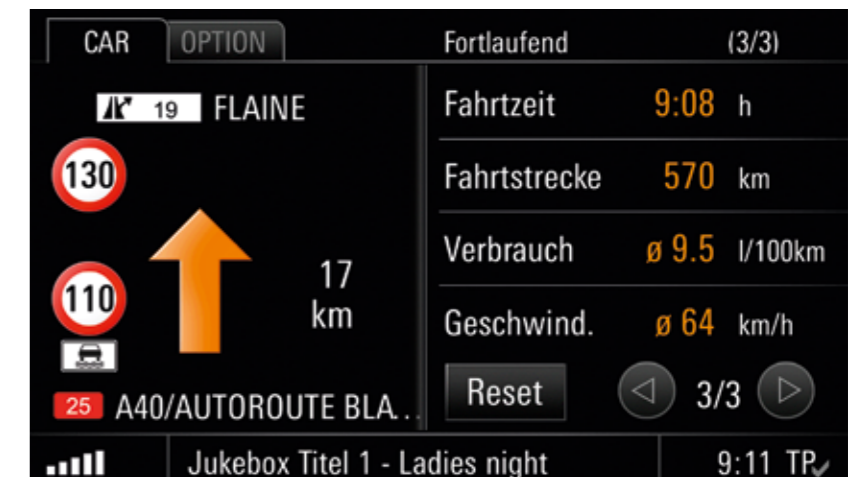 CAR OPTION Fortlaufend (3/3)
19 FLAINE
130
110
17
km
25 A40/AUTOROUTE BLA...
Fahrtzeit 9:08 h
Fahrtstrecke 570 km
Verbrauch ø 9.5 l/100km
Geschwind. ø 64 km/h
Reset 3/3
Jukebox Titel 1 - Ladies night 9:11 TP